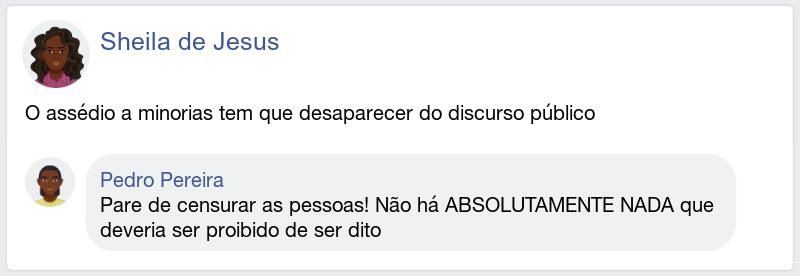 Sheila de Jesus
O assédio a minorias tem que desaparecer do discurso público
Pedro Pereira
Pare de censurar as pessoas! Não há ABSOLUTAMENTE NADA que
deveria ser proibido de ser dito